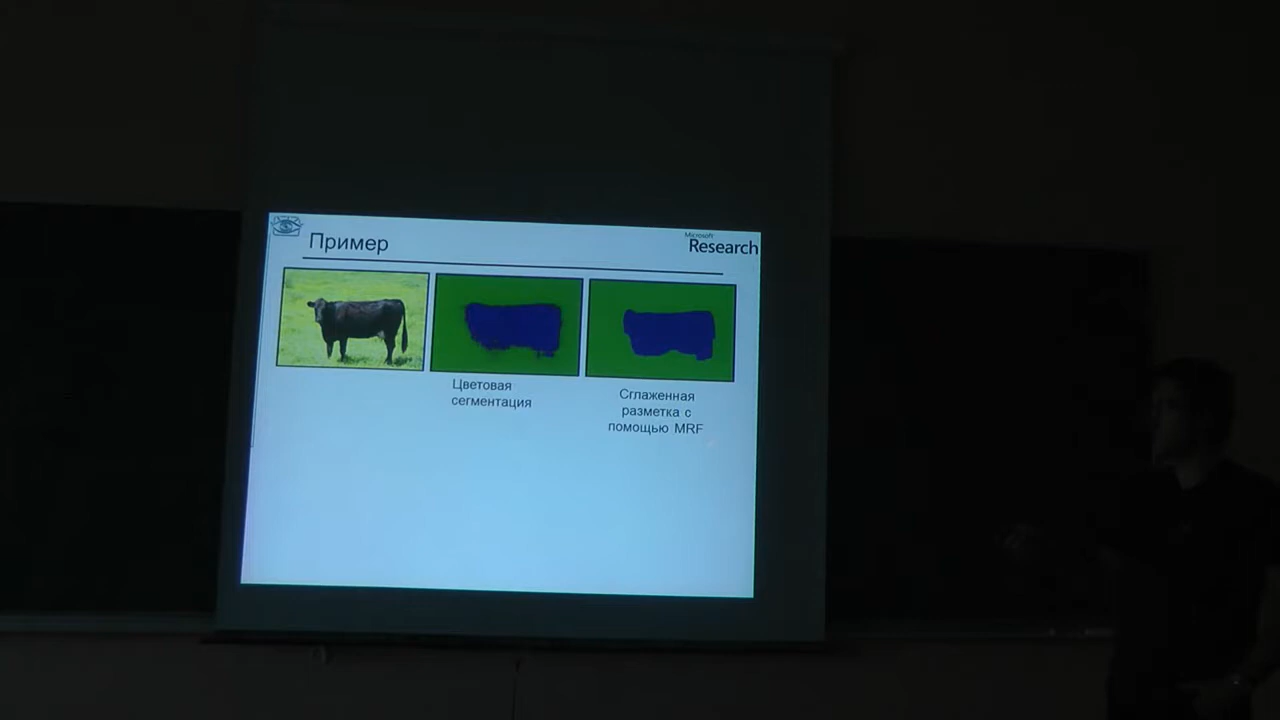 Пример
Microsoft
Research
Цветовая
сегментация
Сглаженная
разметка с
помощью MRF